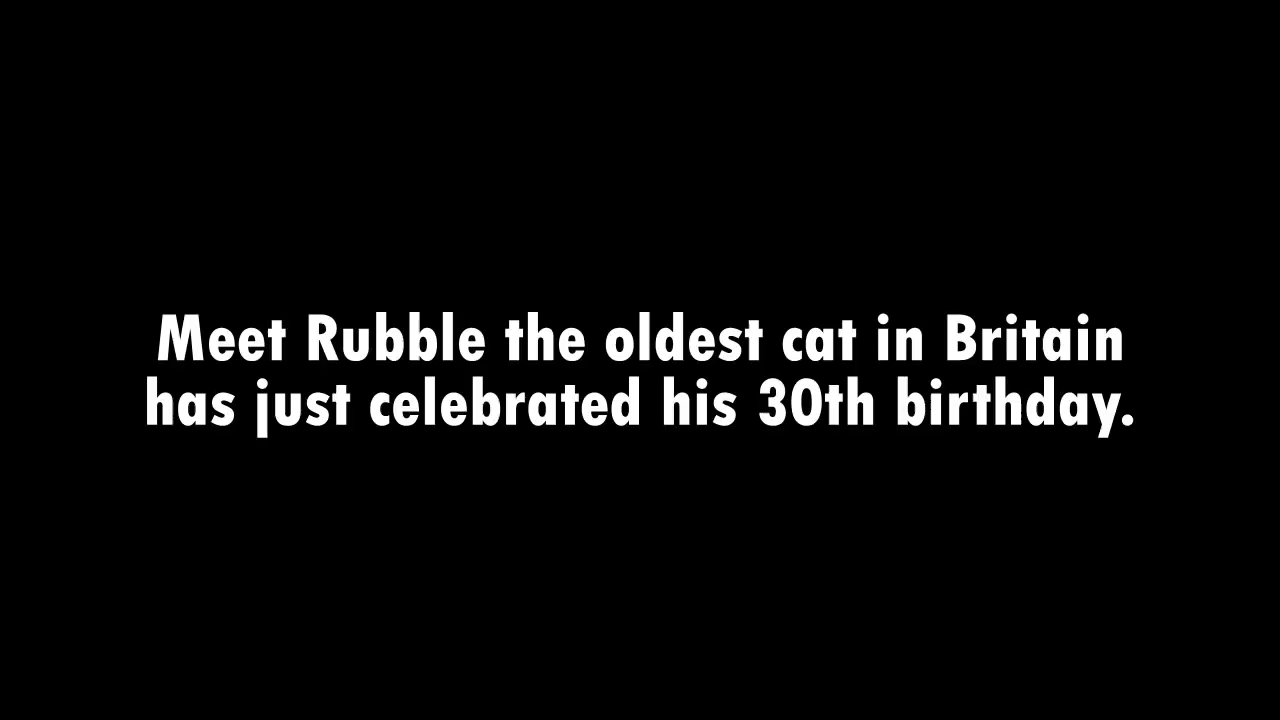 Meet Rubble the oldest cat in Britain
has just celebrated his 30th birthday.